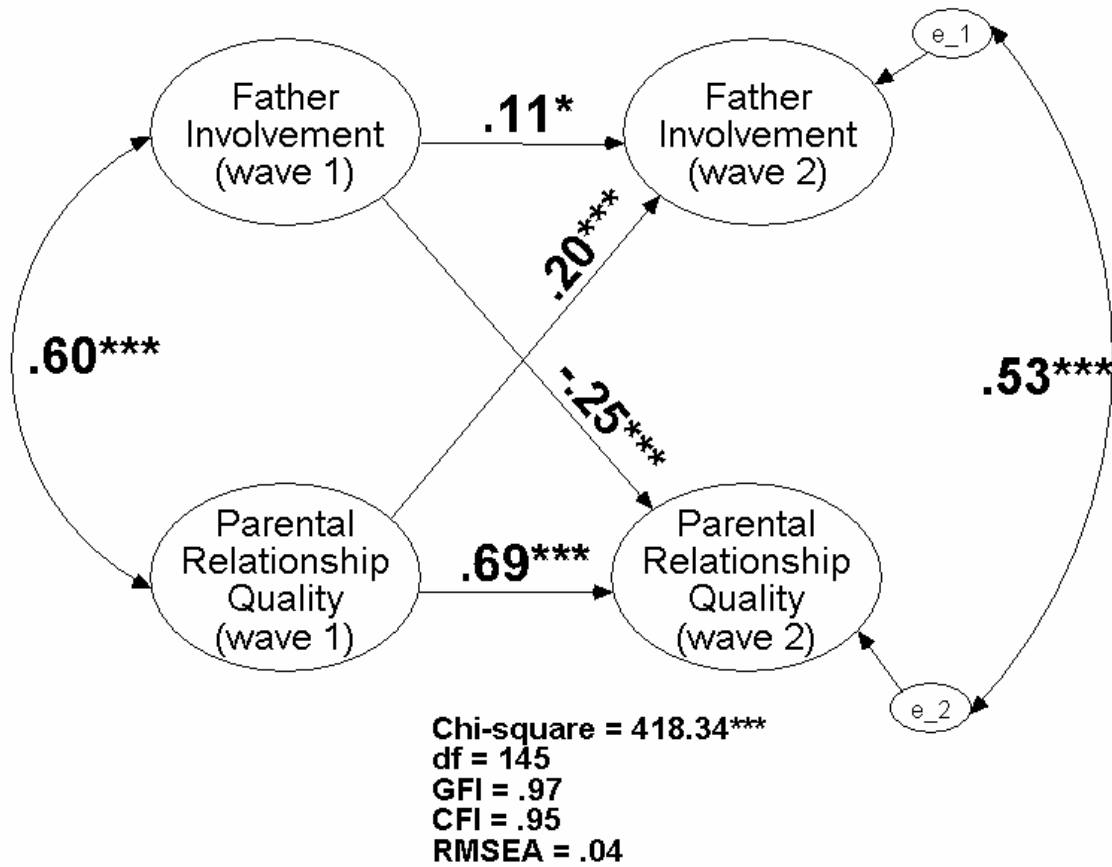 e_1
Father
Involvement
(wave 1)
.11*
Father
Involvement
(wave 2)
.20***
.60***
-.25***
.53***
Parental
Relationship
Quality
(wave 1)
.69***
Parental
Relationship
Quality
(wave 2)
e_2
Chi-square = 418.34***
df = 145
GFI = .97
CFI = .95
RMSEA = .04